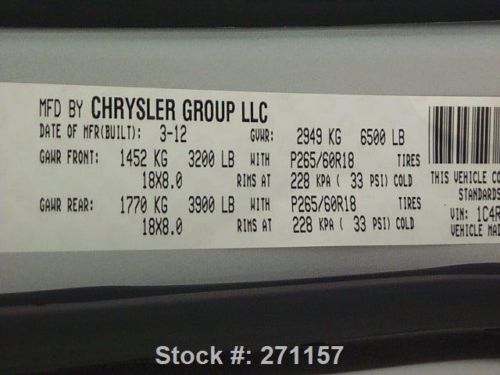 MFD BY CHRYSLER GROUP LLC
DATE OF MFR(BUILT): 3-12 GVWR: 2949 KG 6500 LB
GAWR FRONT: 1452 KG 3200 LB WITH P265/60R18 TIRES
18X8.0 RIMS AT 228 KPA ( 33 PSI) COLD
GAWR REAR: 1770 KG 3900 LB WITH P265/60R18 TIRES
18X8.0 RIMS AT 228 KPA ( 33 PSI) COLD
THIS VEHICLE CO
STANDARDS
VIN: 1C4R
VEHICLE MAD
Stock #: 271157